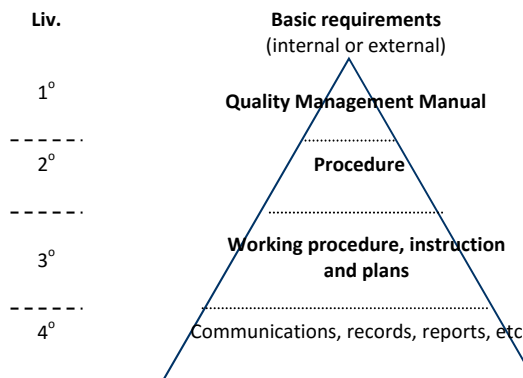 Liv.
Basic requirements
(internal or external)
1°
Quality Management Manual
2°
Procedure
3°
Working procedure, instruction
and plans
4°
Communications, records, reports, etc